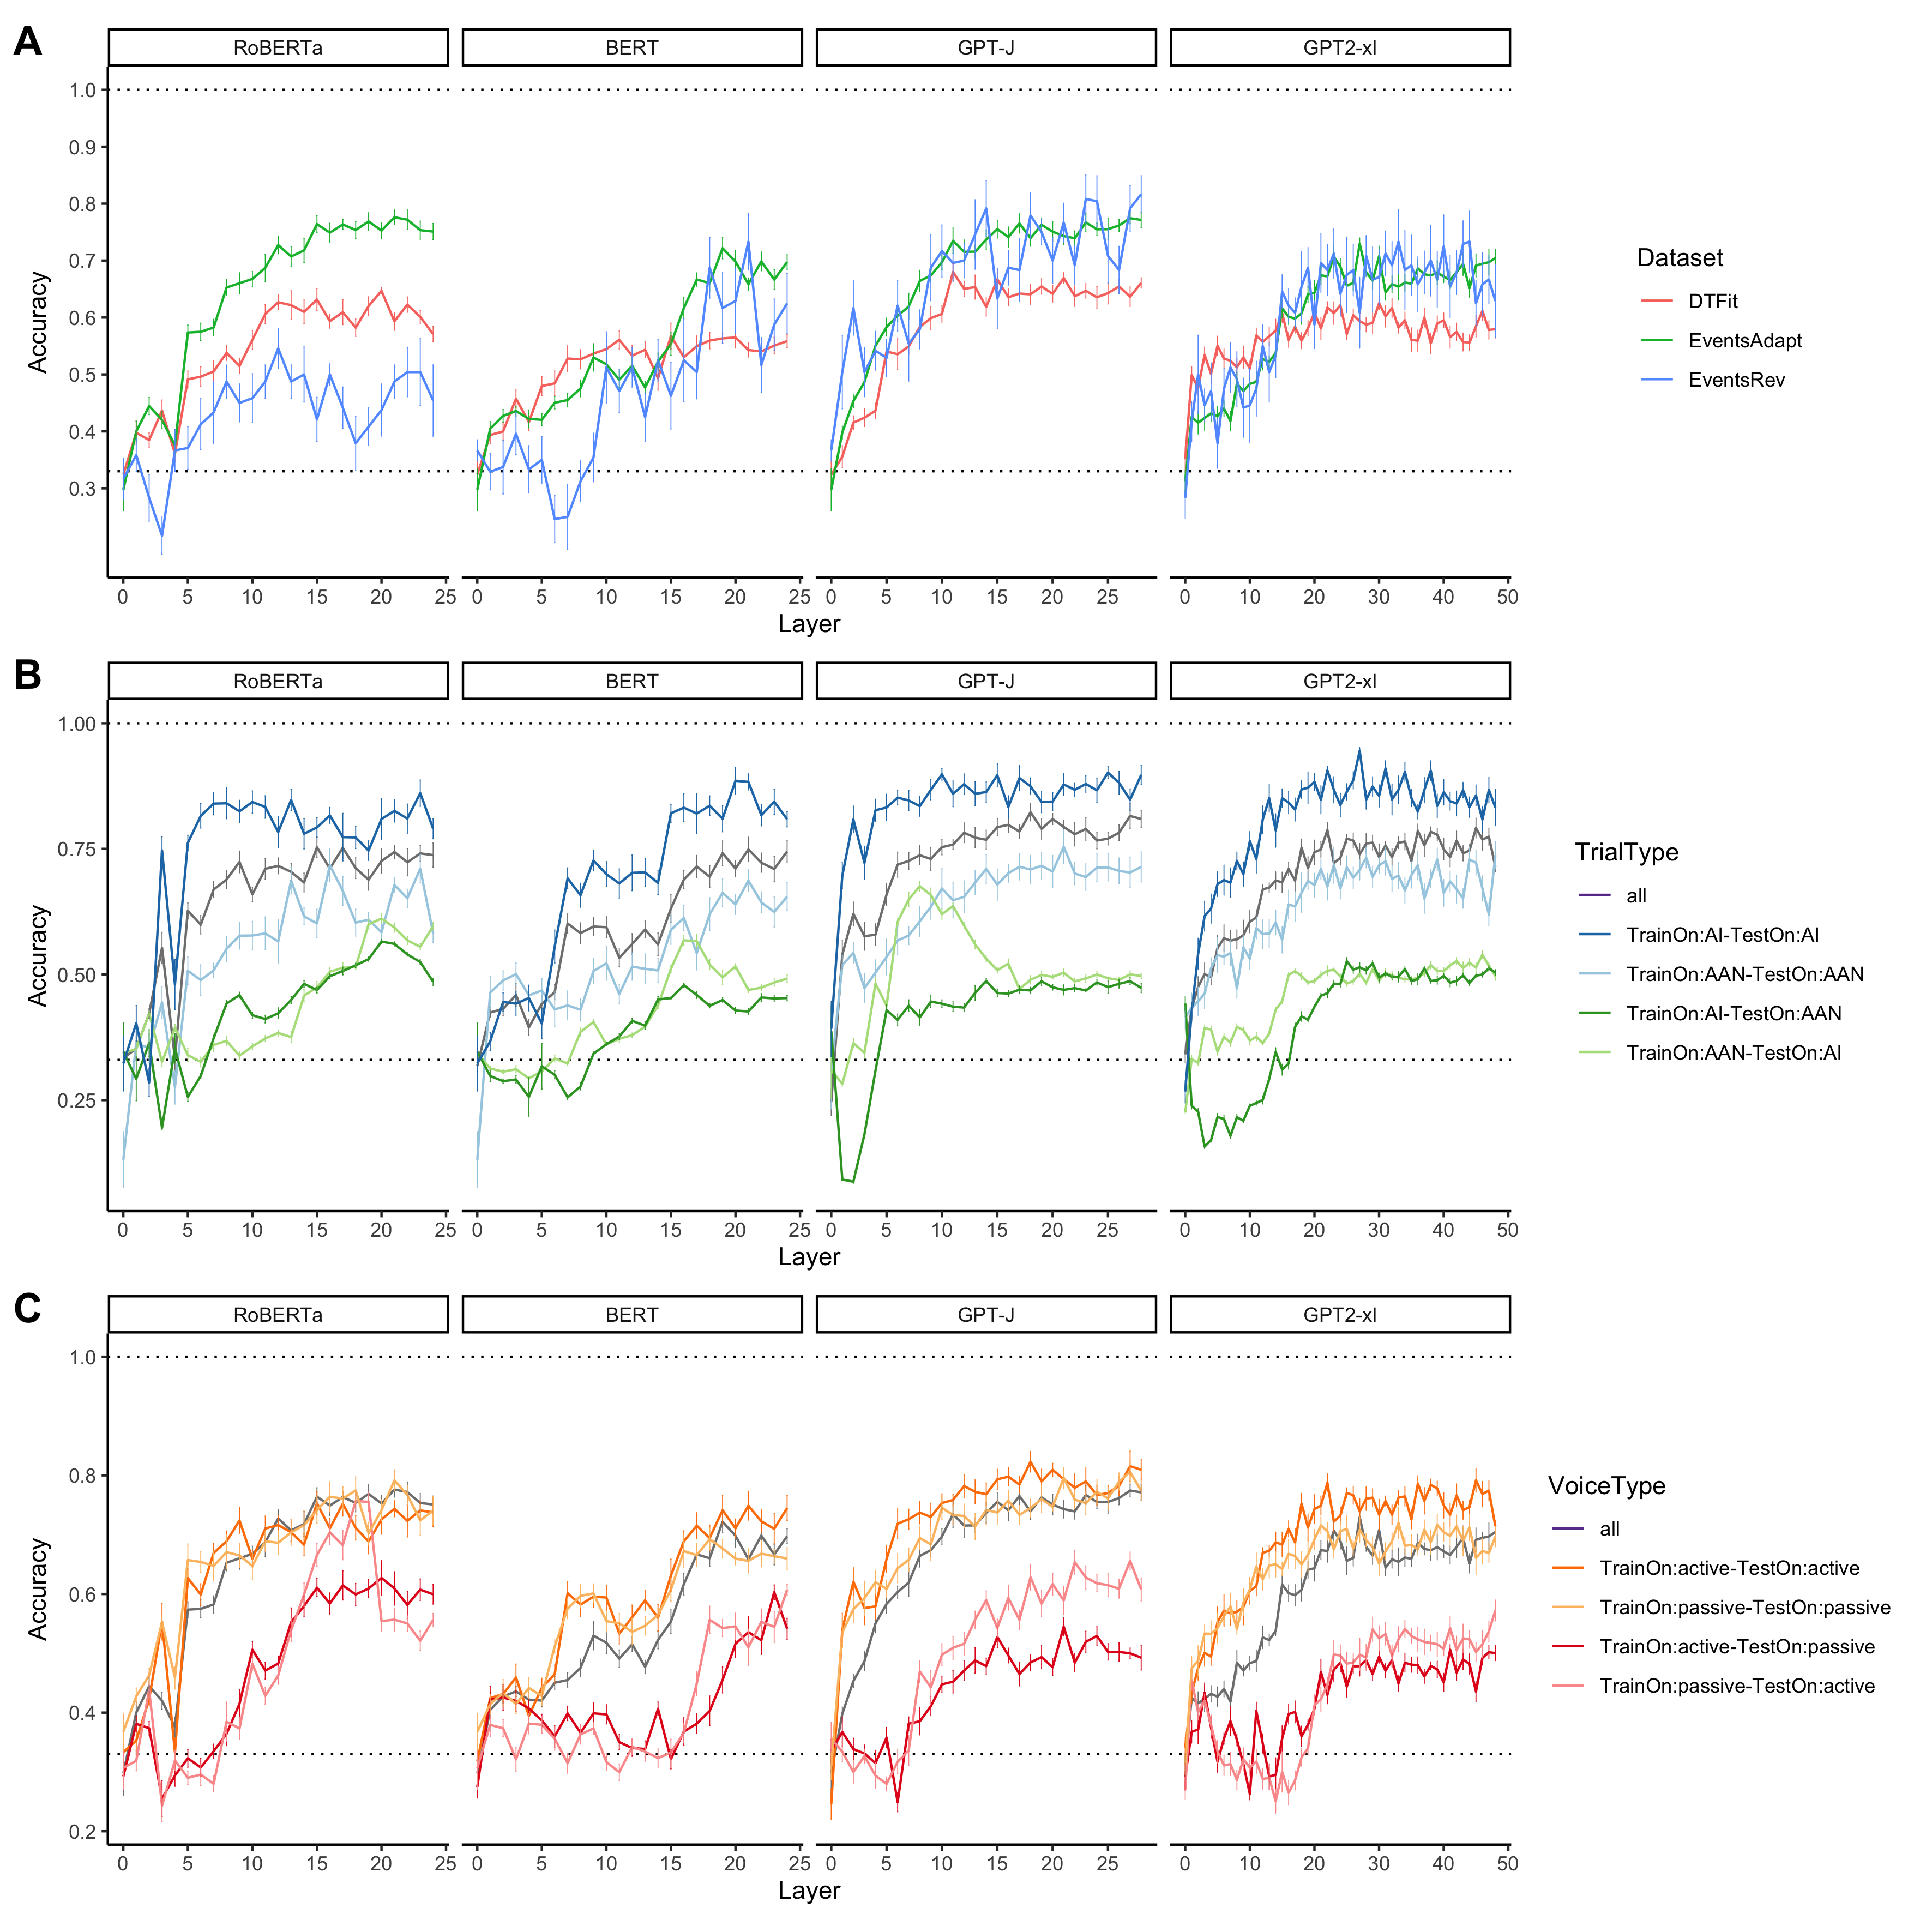 A
RoBERTa BERT GPT-J GPT2-xl
1.0
0.9
0.8
0.7
0.6
0.5
0.4
0.3
Accuracy
0 5 10 15 20 25 0 5 10 15 20 25 0 5 10 15 20 25 0 10 20 30 40 50
Layer
Dataset
DTFit
EventsAdapt
EventsRev
B
RoBERTa BERT GPT-J GPT2-xl
1.00
0.75
0.50
0.25
Accuracy
0 5 10 15 20 25 0 5 10 15 20 25 0 5 10 15 20 25 0 10 20 30 40 50
Layer
TrialType
all
TrainOn:AI-TestOn:AI
TrainOn:AAN-TestOn:AAN
TrainOn:AI-TestOn:AAN
TrainOn:AAN-TestOn:AI
C
RoBERTa BERT GPT-J GPT2-xl
1.0
0.8
0.6
0.4
0.2
Accuracy
0 5 10 15 20 25 0 5 10 15 20 25 0 5 10 15 20 25 0 10 20 30 40 50
Layer
VoiceType
all
TrainOn:active-TestOn:active
TrainOn:passive-TestOn:passive
TrainOn:active-TestOn:passive
TrainOn:passive-TestOn:active